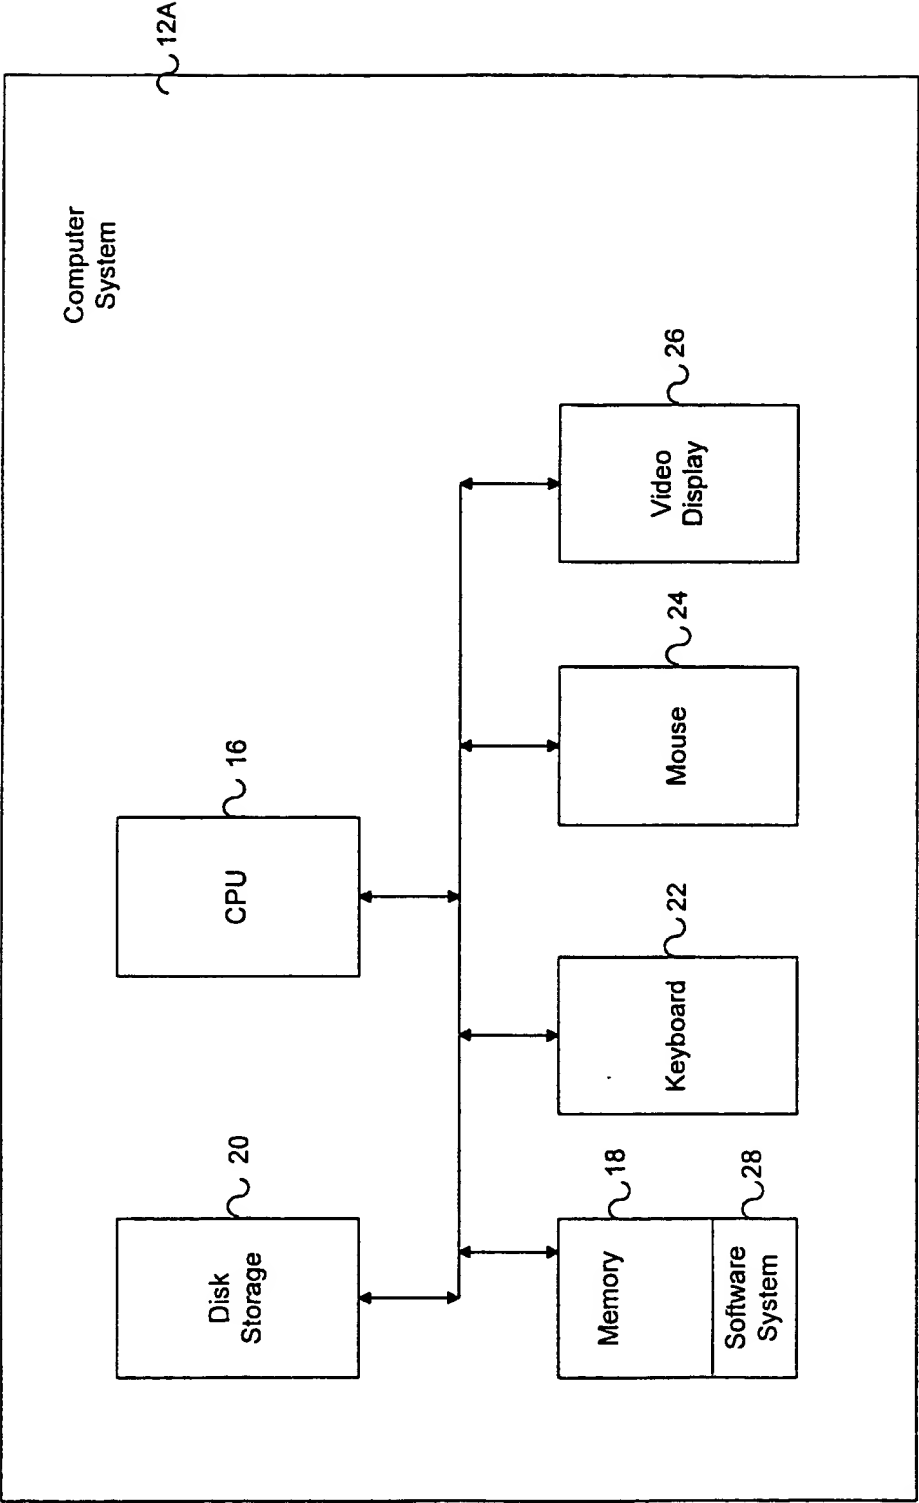 12A
Computer
System
Disk
Storage
20
CPU
16
Memory
18
Software
System
28
Keyboard
22
Mouse
24
Video
Display
26